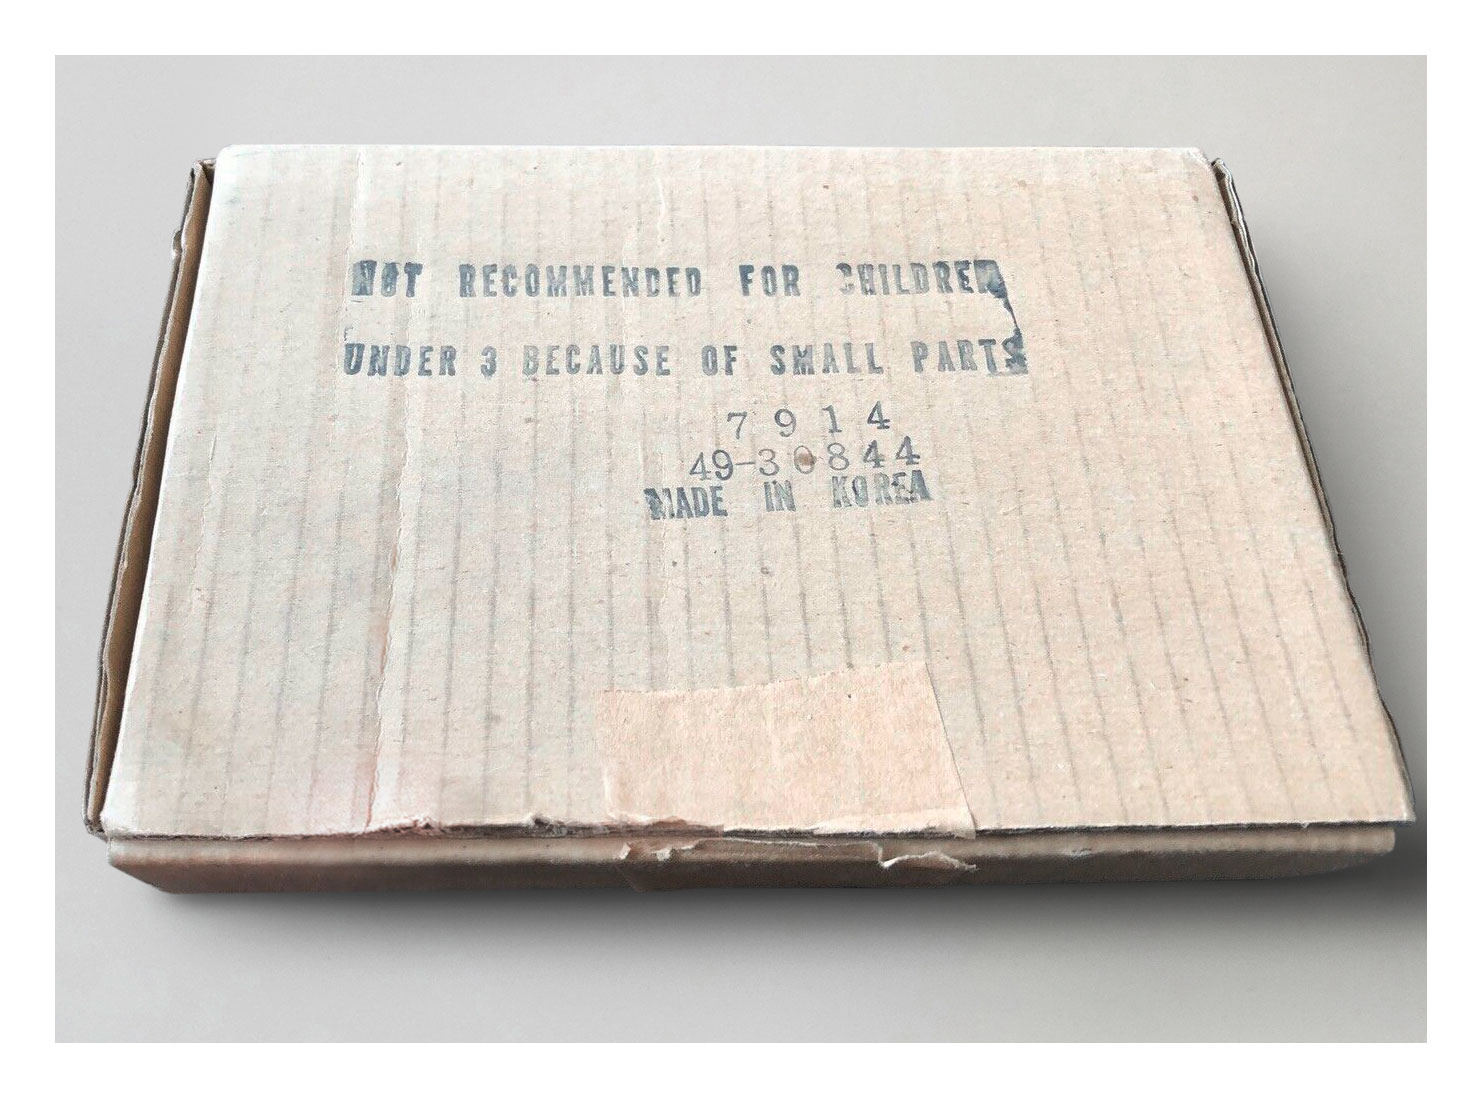 NOT RECOMMENDED FOR CHILDREN
UNDER 3 BECAUSE OF SMALL PARTS
7914
49-30844
MADE IN KOREA